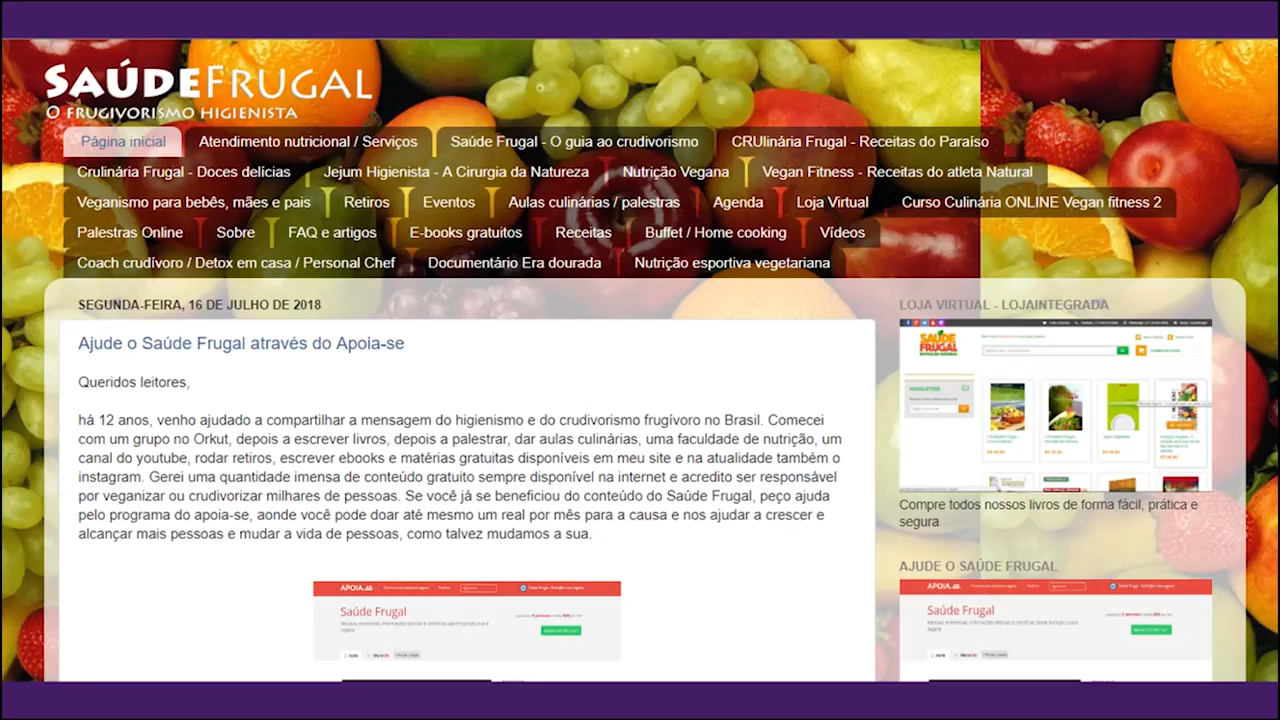 SAÚDEFRUGAL
O FRUGIVORISMO HIGIENISTA
Página inicial Atendimento nutricional / Serviços Saúde Frugal - O guia ao crudivorismo CRUlinária Frugal - Receitas do Paraíso
Crulinária Frugal - Doces delícias Jejum Higienista - A Cirurgia da Natureza Nutrição Vegana Vegan Fitness - Receitas do atleta Natural
Veganismo para bebês, mães e pais Retiros Eventos Aulas culinárias / palestras Agenda Loja Virtual Curso Culinária ONLINE Vegan fitness 2
Palestras Online Sobre FAQ e artigos E-books gratuitos Receitas Buffet / Home cooking Vídeos
Coach crudívoro / Detox em casa / Personal Chef Documentário Era dourada Nutrição esportiva vegetariana
SEGUNDA-FEIRA, 16 DE JULHO DE 2018
Ajude o Saúde Frugal através do Apoia-se
Queridos leitores,
há 12 anos, venho ajudado a compartilhar a mensagem do higienismo e do crudivorismo frugívoro no Brasil. Comecei
com um grupo no Orkut, depois a escrever livros, depois a palestrar, dar aulas culinárias, uma faculdade de nutrição, um
canal do youtube, rodar retiros, escrever ebooks e matérias gratuitas disponíveis em meu site e na atualidade também o
instagram. Gerei uma quantidade imensa de conteúdo gratuito sempre disponível na internet e acredito ser responsável
por veganizar ou crudivorizar milhares de pessoas. Se você já se beneficiou do conteúdo do Saúde Frugal, peço ajuda
pelo programa do apoia-se, aonde você pode doar até mesmo um real por mês para a causa e nos ajudar a crescer e
alcançar mais pessoas e mudar a vida de pessoas, como talvez mudamos a sua.
APOIA.se
Saúde Frugal
LOJA VIRTUAL - LOJAINTEGRADA
SAÚDE
FRUGAL
NEWSLETTER
Compre todos nossos livros de forma fácil, prática e
segura
AJUDE O SAÚDE FRUGAL
APOIA.se
Saúde Frugal